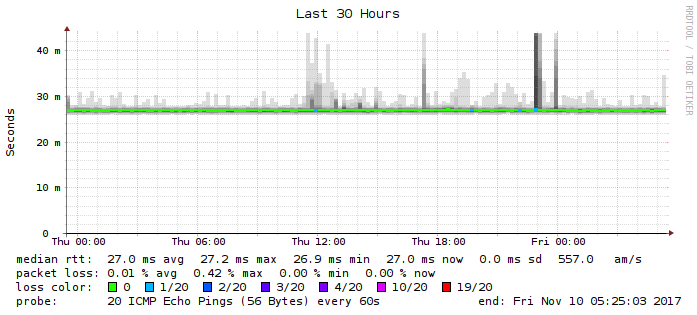 Last 30 Hours
RRDTOOL / TOBI OETIKER
Seconds
40 m
30 m
20 m
10 m
0
Thu 00:00 Thu 06:00 Thu 12:00 Thu 18:00 Fri 00:00
median rtt: 27.0 ms avg 27.2 ms max 26.9 ms min 27.0 ms now 0.0 ms sd 557.0 am/s
packet loss: 0.01 % avg 0.42 % max 0.00 % min 0.00 % now
loss color: 0 1/20 2/20 3/20 4/20 10/20 19/20
probe: 20 ICMP Echo Pings (56 Bytes) every 60s end: Fri Nov 10 05:25:03 2017